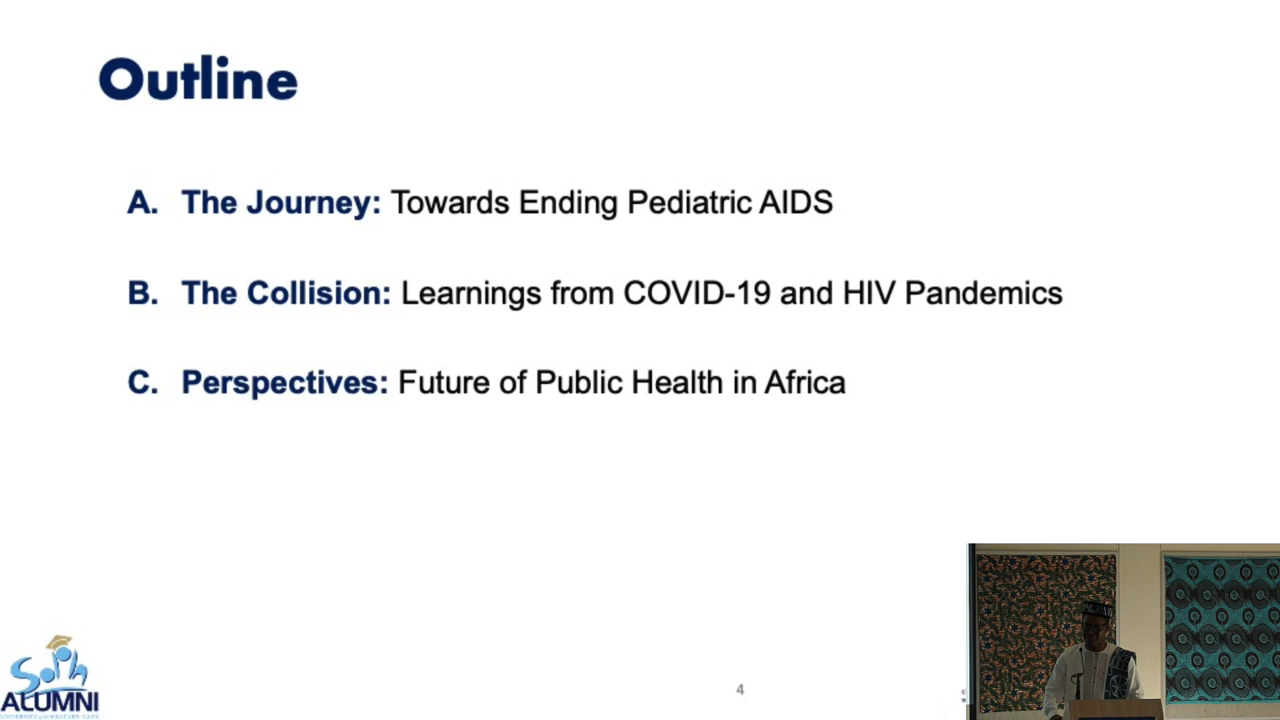 Outline
A. The Journey: Towards Ending Pediatric AIDS
B. The Collision: Learnings from COVID-19 and HIV Pandemics
C. Perspectives: Future of Public Health in Africa
SoPh
ALUMNI
UNIVERSITY of the WESTERN CAPE
4